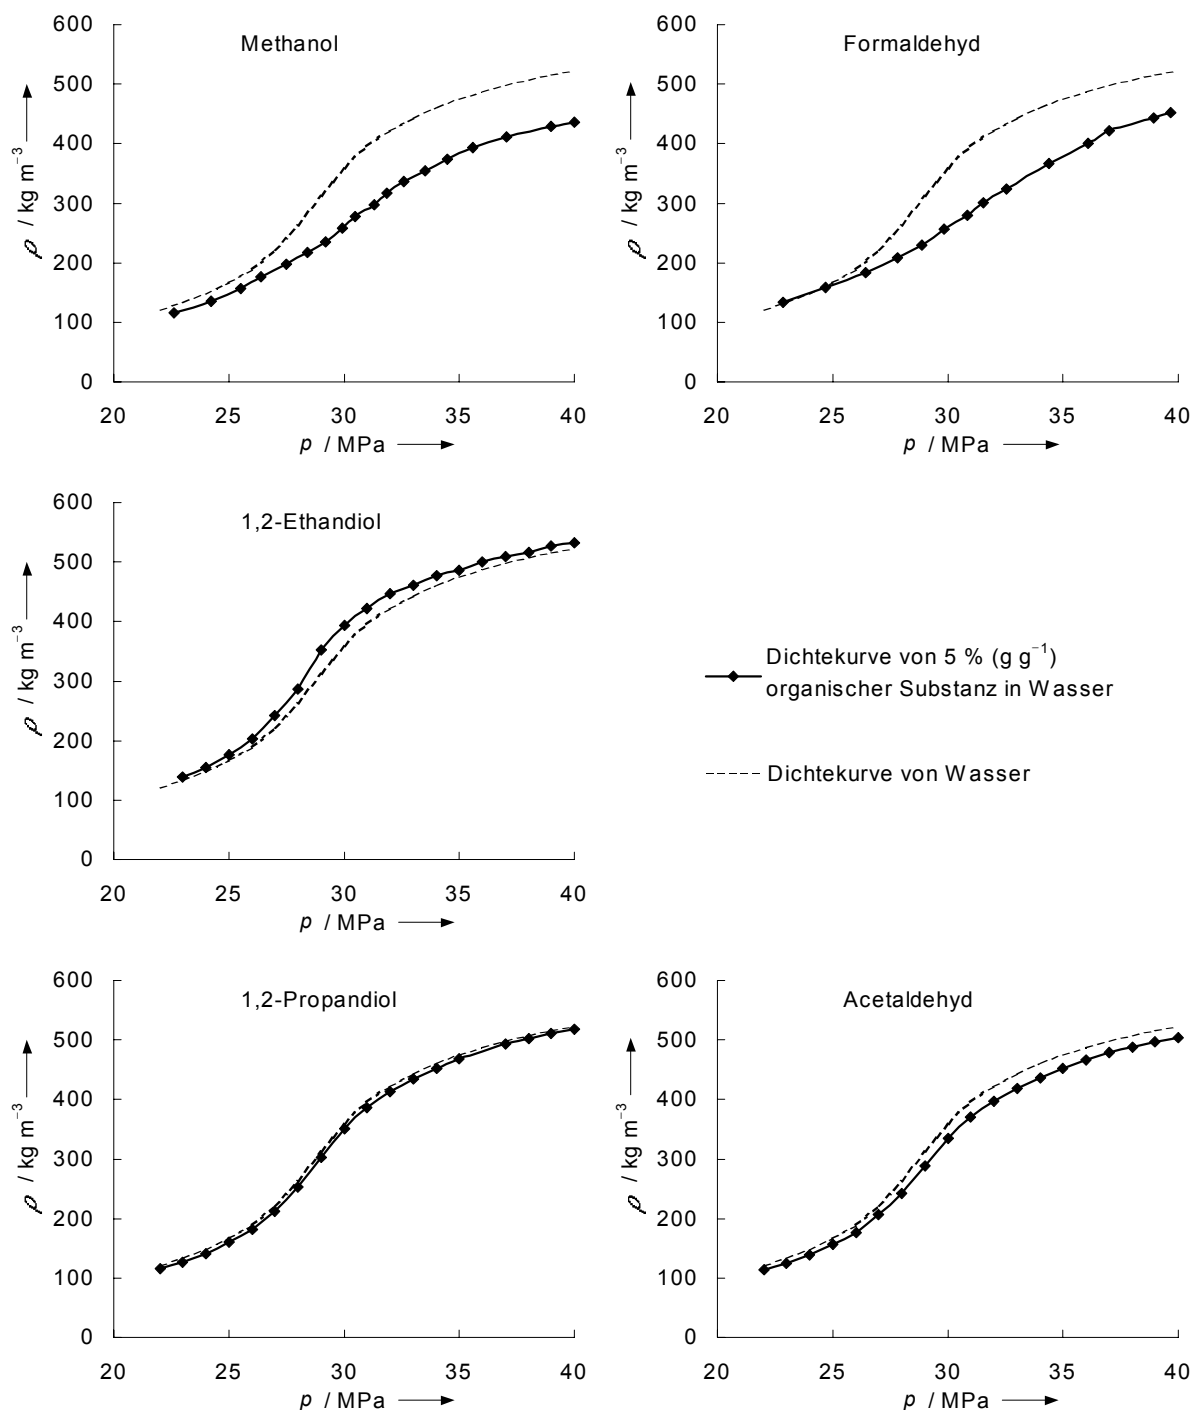 Methanol
600
500
400
300
200
100
0
ρ / kg m⁻³
20 25 30 35 40
p / MPa
Formaldehyd
600
500
400
300
200
100
0
ρ / kg m⁻³
20 25 30 35 40
p / MPa
1,2-Ethandiol
600
500
400
300
200
100
0
ρ / kg m⁻³
20 25 30 35 40
p / MPa
Dichtekurve von 5 % (g g⁻¹)
organischer Substanz in Wasser
Dichtekurve von Wasser
1,2-Propandiol
600
500
400
300
200
100
0
ρ / kg m⁻³
20 25 30 35 40
p / MPa
Acetaldehyd
600
500
400
300
200
100
0
ρ / kg m⁻³
20 25 30 35 40
p / MPa